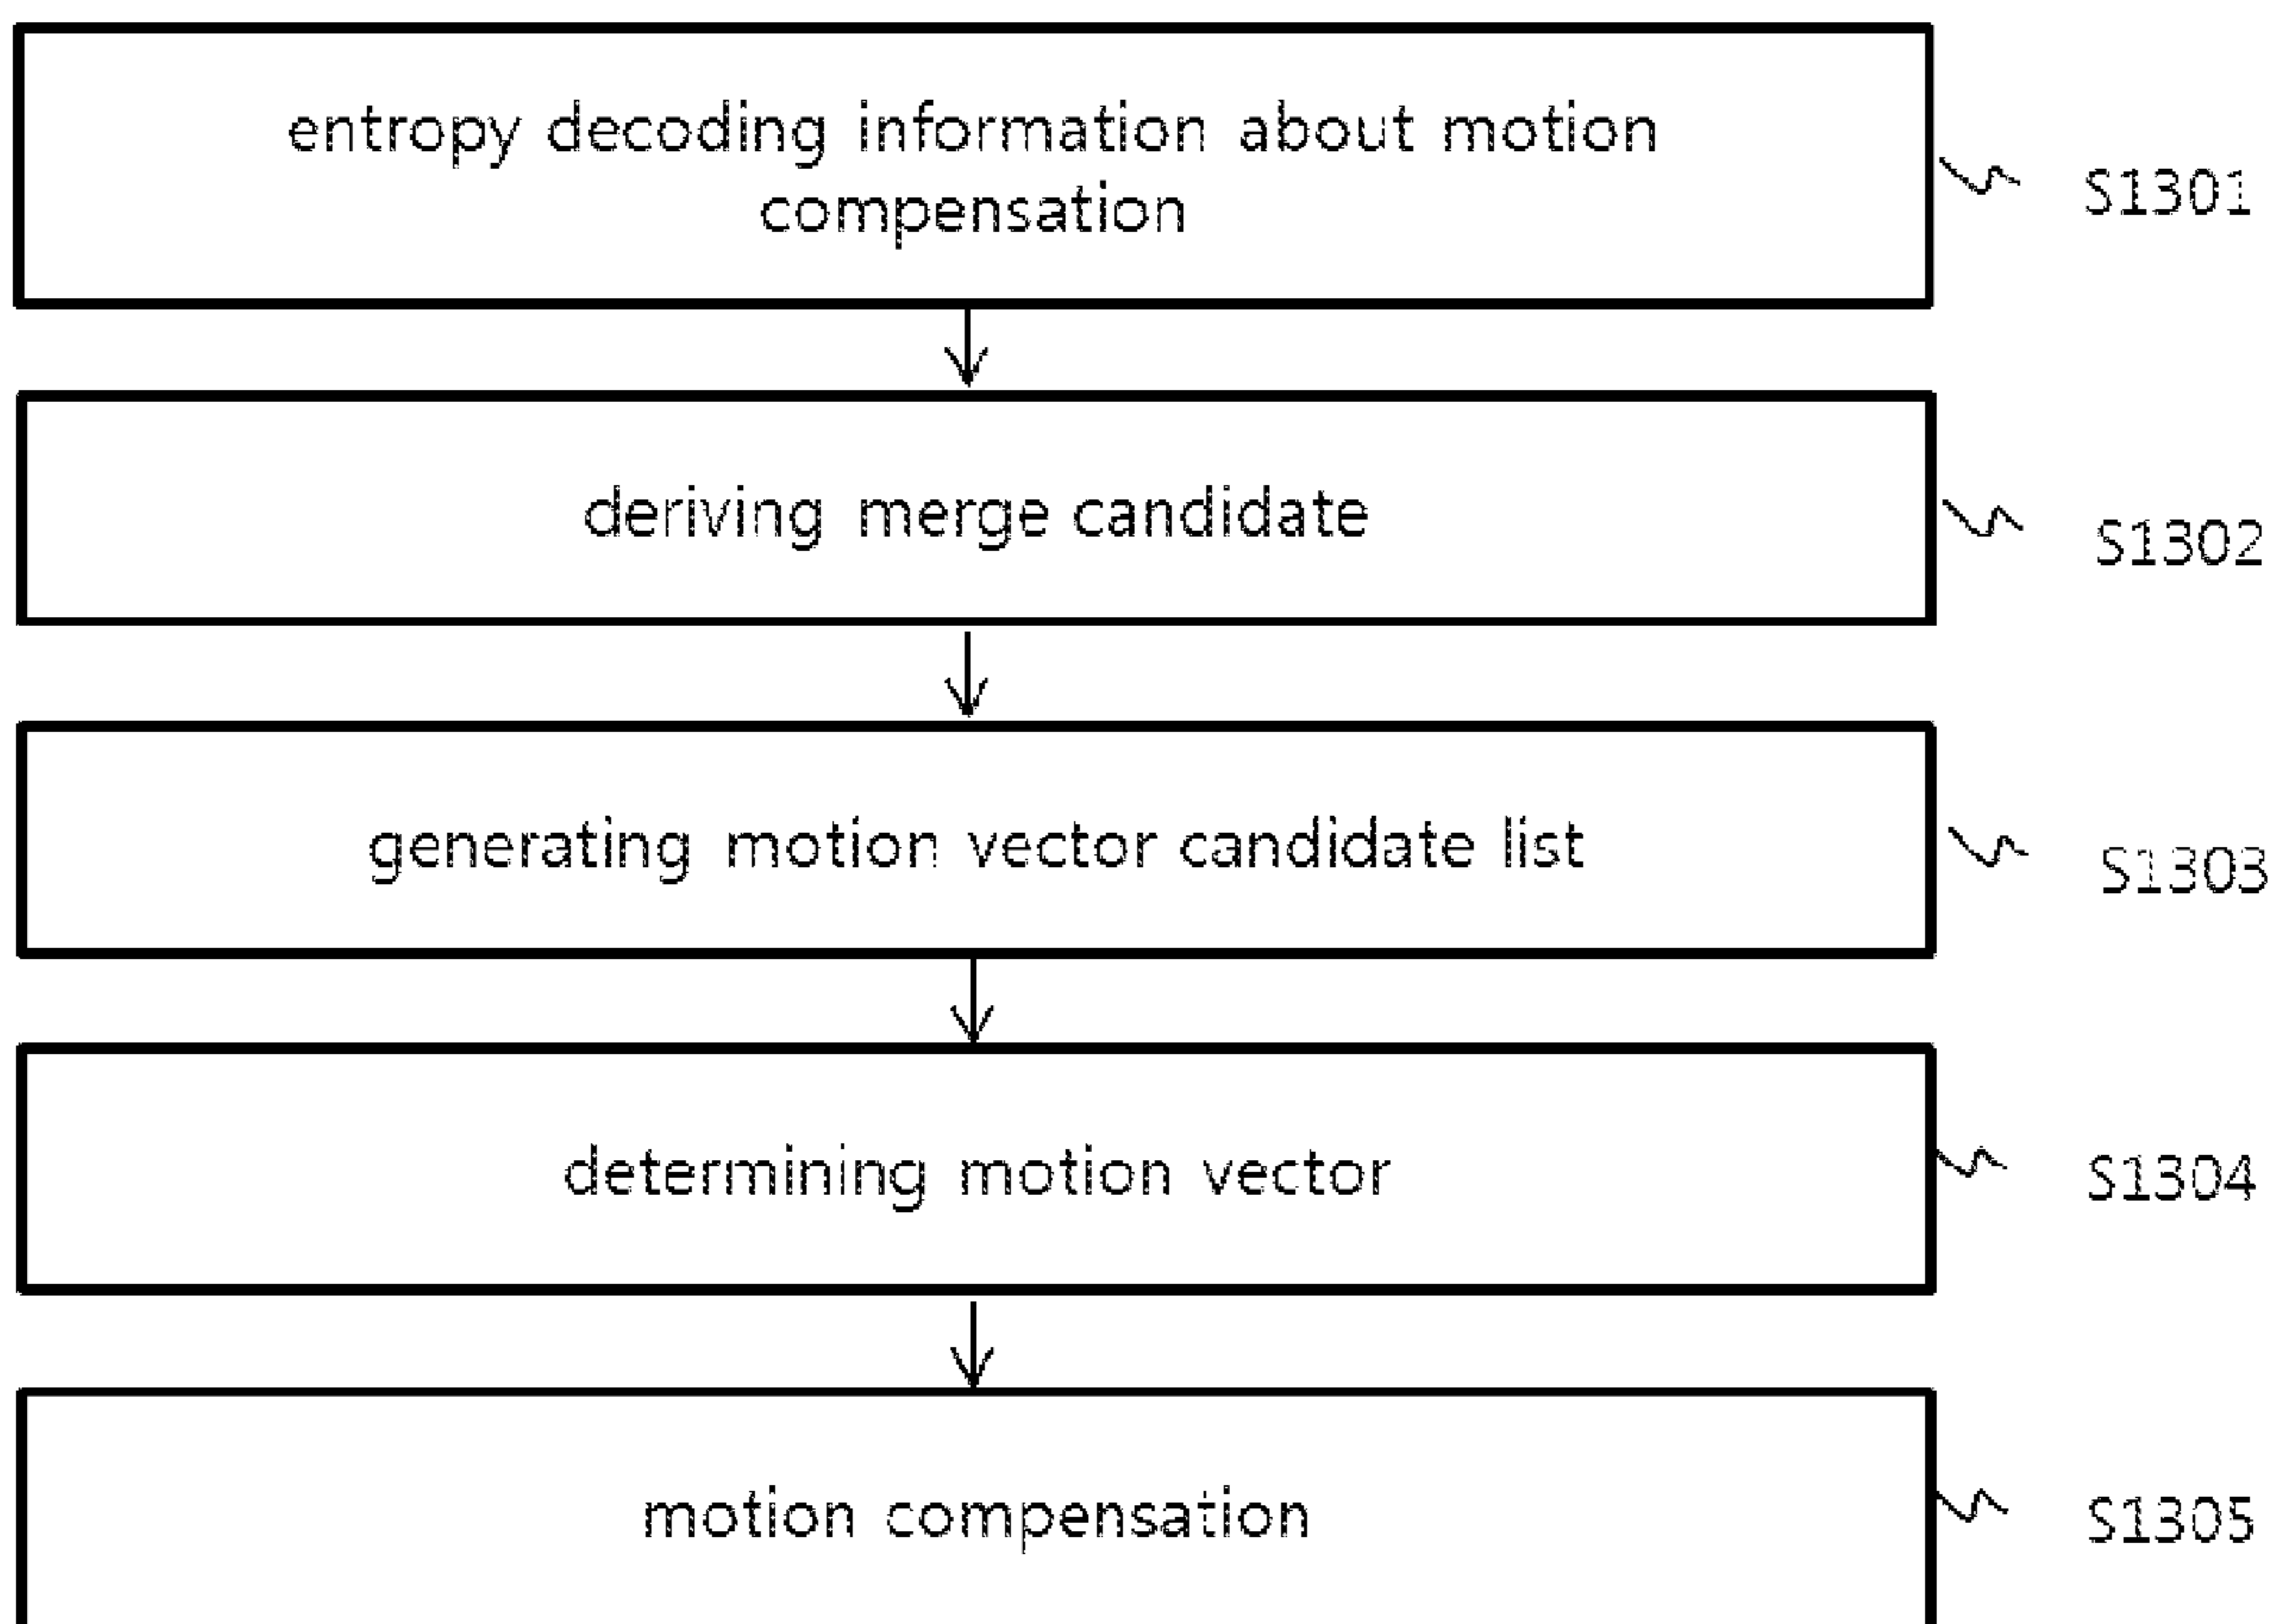 entropy decoding information about motion
compensation
S1301
deriving merge candidate
S1302
generating motion vector candidate list
S1303
determining motion vector
S1304
motion compensation
S1305